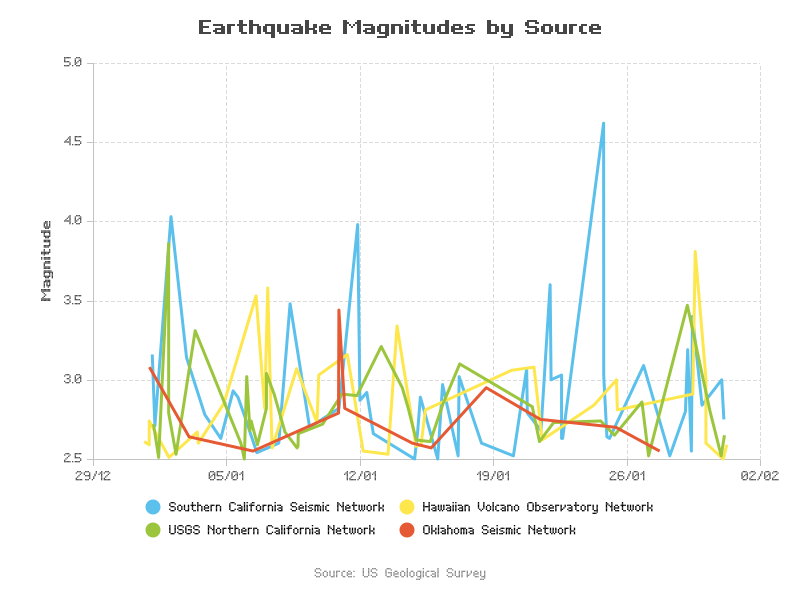 Earthquake Magnitudes by Source
5.0
4.5
4.0
3.5
3.0
2.5
Magnitude
29/12 05/01 12/01 19/01 26/01 02/02
Southern California Seismic Network Hawaiian Volcano Observatory Network
USGS Northern California Network Oklahoma Seismic Network
Source: US Geological Survey